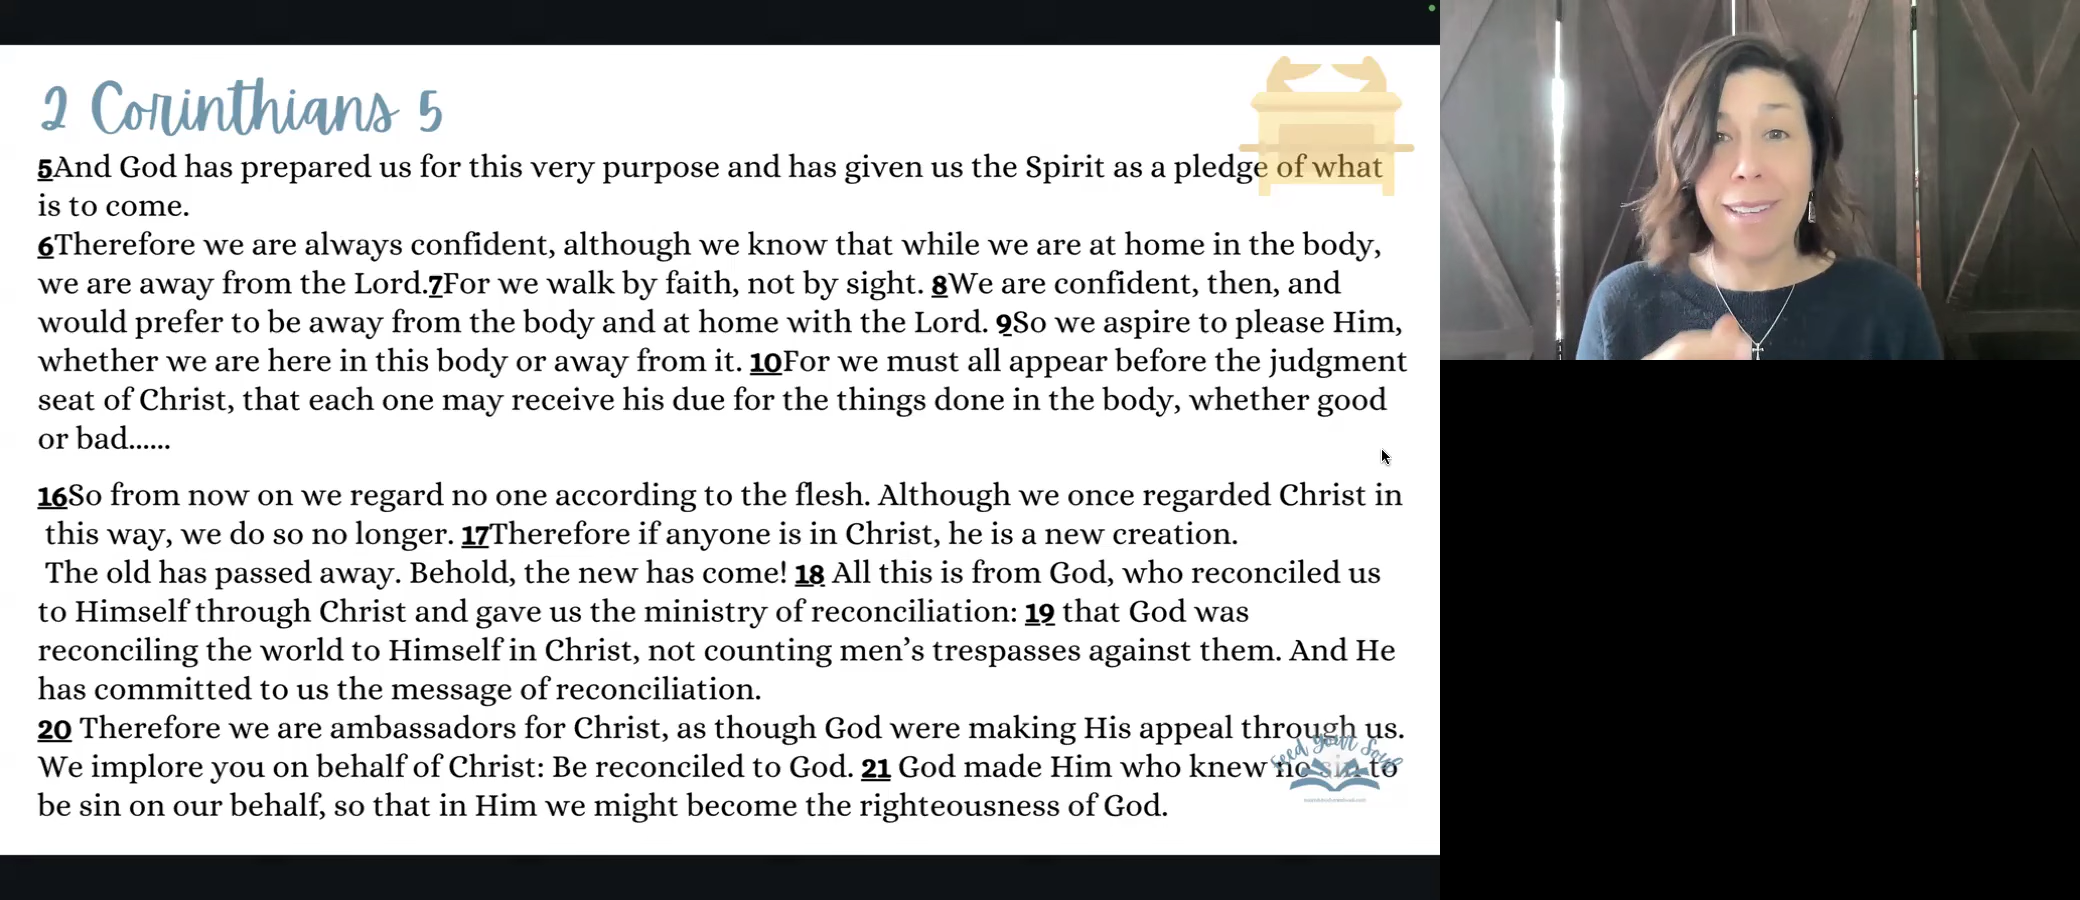 2 Corinthians 5
5And God has prepared us for this very purpose and has given us the Spirit as a pledge of what
is to come.
6Therefore we are always confident, although we know that while we are at home in the body,
we are away from the Lord.7For we walk by faith, not by sight. 8We are confident, then, and
would prefer to be away from the body and at home with the Lord. 9So we aspire to please Him,
whether we are here in this body or away from it. 10For we must all appear before the judgment
seat of Christ, that each one may receive his due for the things done in the body, whether good
or bad......
16So from now on we regard no one according to the flesh. Although we once regarded Christ in
this way, we do so no longer. 17Therefore if anyone is in Christ, he is a new creation.
The old has passed away. Behold, the new has come! 18 All this is from God, who reconciled us
to Himself through Christ and gave us the ministry of reconciliation: 19 that God was
reconciling the world to Himself in Christ, not counting men’s trespasses against them. And He
has committed to us the message of reconciliation.
20 Therefore we are ambassadors for Christ, as though God were making His appeal through us.
We implore you on behalf of Christ: Be reconciled to God. 21 God made Him who knew no sin to
be sin on our behalf, so that in Him we might become the righteousness of God.
Feed Your Soul